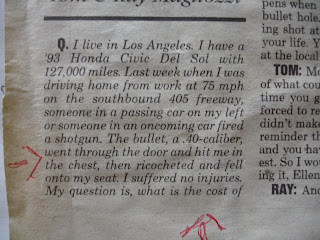 Tom & Ray Magliozzi
Q. I live in Los Angeles. I have a
'93 Honda Civic Del Sol with
127,000 miles. Last week when I was
driving home from work at 75 mph
on the southbound 405 freeway,
someone in a passing car on my left
or someone in an oncoming car fired
a shotgun. The bullet, a .40-caliber,
went through the door and hit me in
the chest, then ricocheted and fell
onto my seat. I suffered no injuries.
My question is, what is the cost of
pens when
bullet hole.
ing shot at
your life. Y
at the local
TOM: Mo
of what cou
time you g
forced to re
didn't make
reminder th
and you hav
est. So I wou
ing it, Ellen
RAY: And